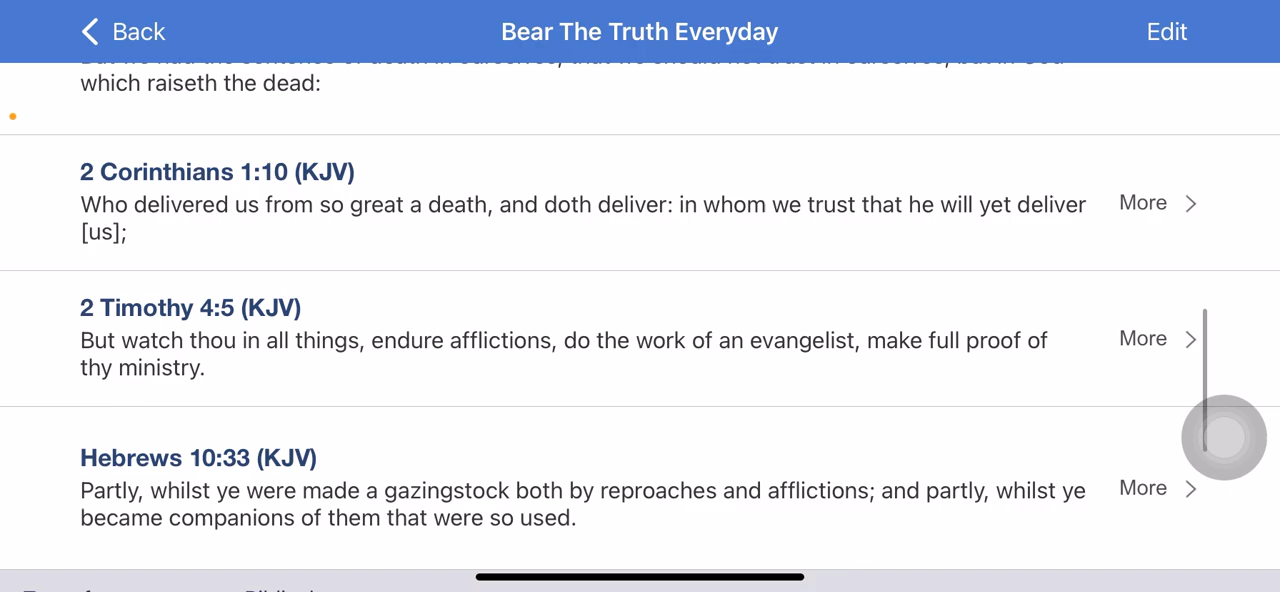 Back
Bear The Truth Everyday
Edit
which raiseth the dead:
2 Corinthians 1:10 (KJV)
Who delivered us from so great a death, and doth deliver: in whom we trust that he will yet deliver
[us];
More
2 Timothy 4:5 (KJV)
But watch thou in all things, endure afflictions, do the work of an evangelist, make full proof of
thy ministry.
More
Hebrews 10:33 (KJV)
Partly, whilst ye were made a gazingstock both by reproaches and afflictions; and partly, whilst ye
became companions of them that were so used.
More